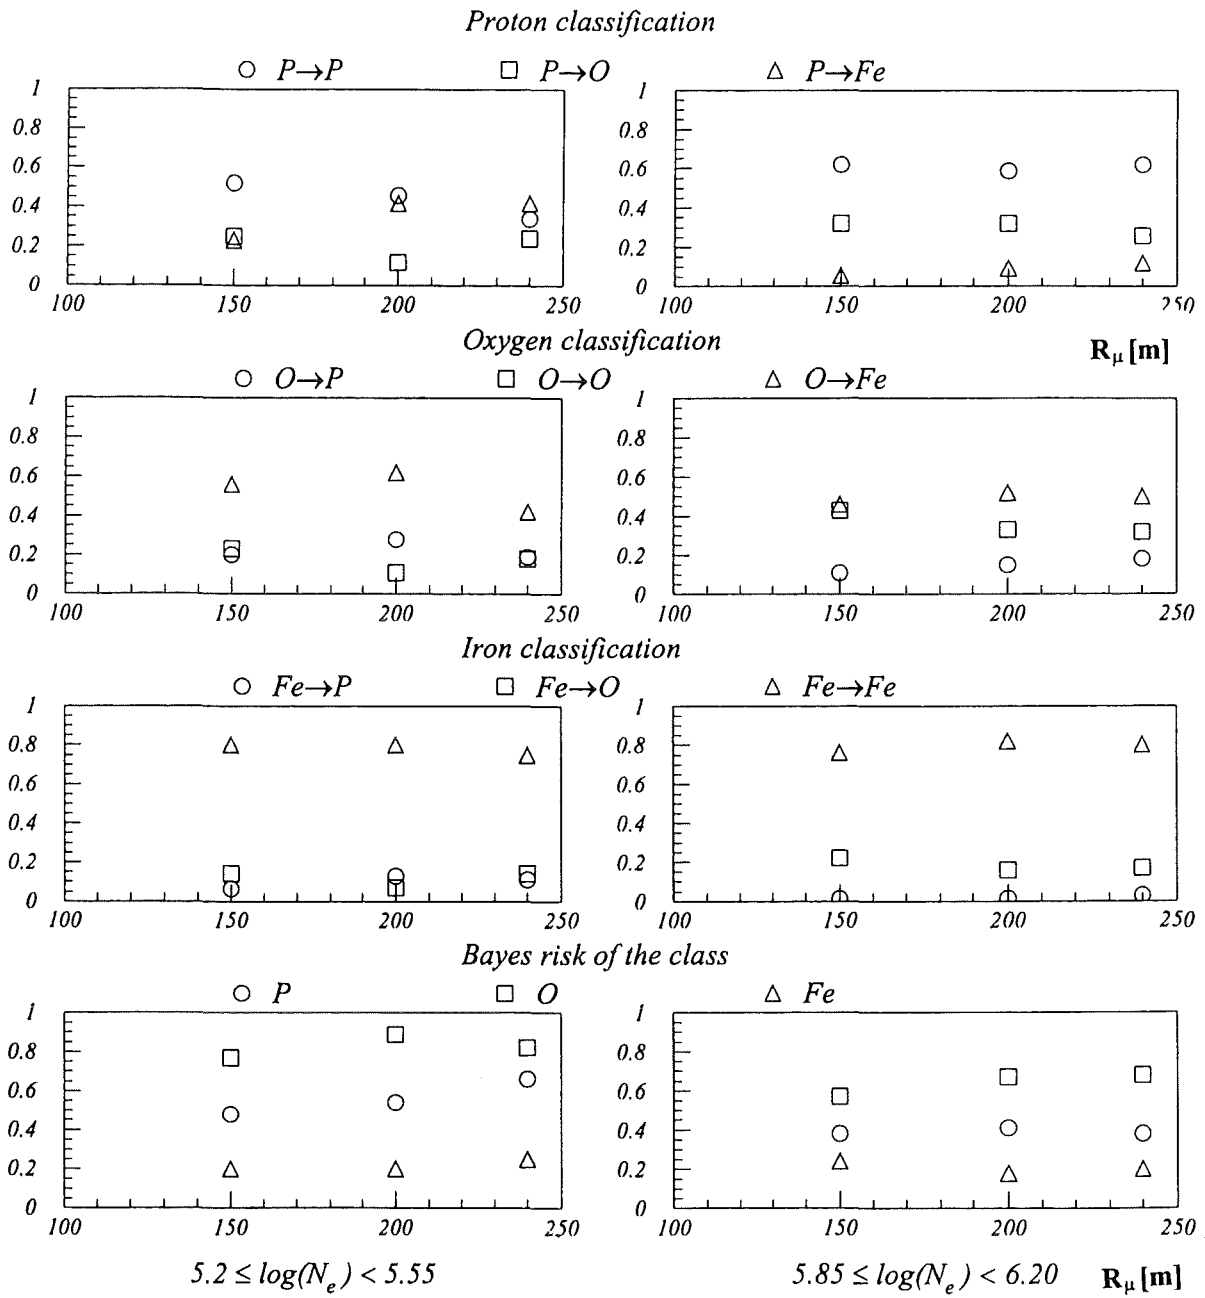 Proton classification
P→P P→O P→Fe
1 1
0.8 0.8
0.6 0.6
0.4 0.4
0.2 0.2
0 0
100 150 200 250 100 150 200 250
Oxygen classification
R_μ [m]
O→P O→O O→Fe
1 1
0.8 0.8
0.6 0.6
0.4 0.4
0.2 0.2
0 0
100 150 200 250 100 150 200 250
Iron classification
Fe→P Fe→O Fe→Fe
1 1
0.8 0.8
0.6 0.6
0.4 0.4
0.2 0.2
0 0
100 150 200 250 100 150 200 250
Bayes risk of the class
P O Fe
1 1
0.8 0.8
0.6 0.6
0.4 0.4
0.2 0.2
0 0
100 150 200 250 100 150 200 250
5.2 ≤ log(N_e) < 5.55 5.85 ≤ log(N_e) < 6.20 R_μ [m]